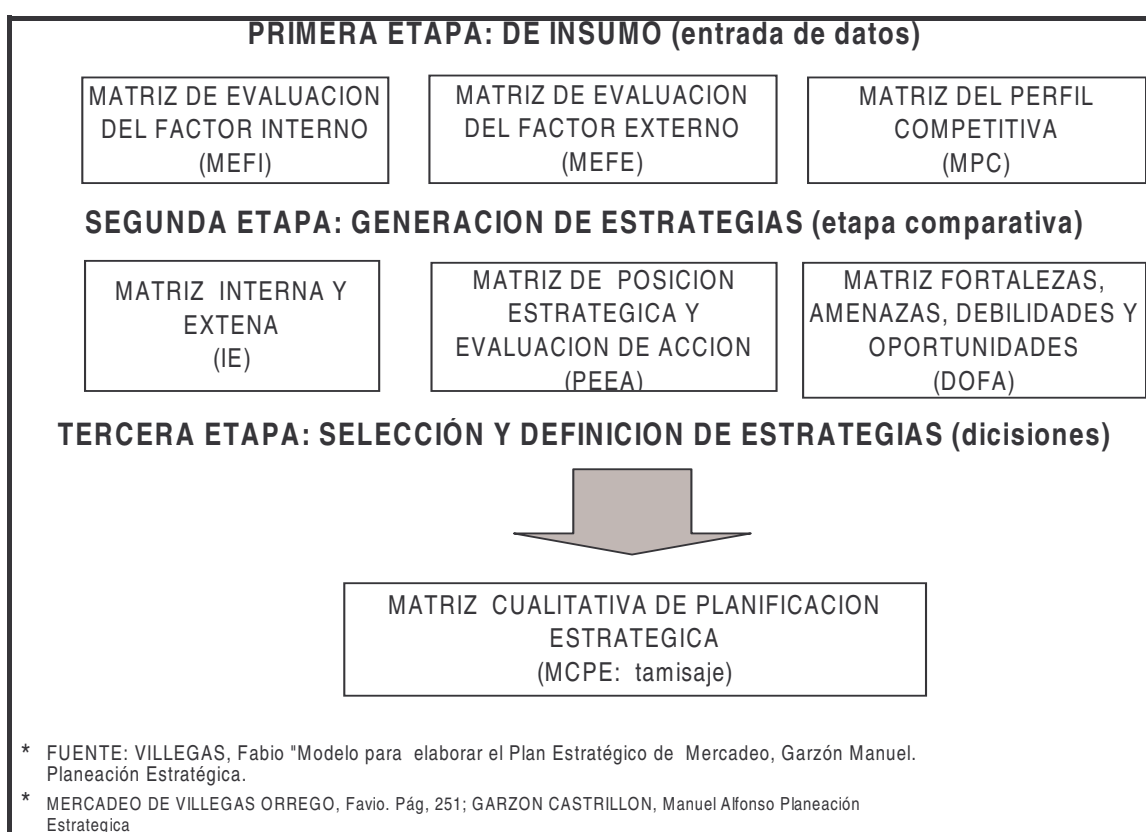 PRIMERA ETAPA: DE INSUMO (entrada de datos)
MATRIZ DE EVALUACION
DEL FACTOR INTERNO
(MEFI)
MATRIZ DE EVALUACION
DEL FACTOR EXTERNO
(MEFE)
MATRIZ DEL PERFIL
COMPETITIVA
(MPC)
SEGUNDA ETAPA: GENERACION DE ESTRATEGIAS (etapa comparativa)
MATRIZ INTERNA Y
EXTENA
(IE)
MATRIZ DE POSICION
ESTRATEGICA Y
EVALUACION DE ACCION
(PEEA)
MATRIZ FORTALEZAS,
AMENAZAS, DEBILIDADES Y
OPORTUNIDADES
(DOFA)
TERCERA ETAPA: SELECCIÓN Y DEFINICION DE ESTRATEGIAS (dicisiones)
MATRIZ CUALITATIVA DE PLANIFICACION
ESTRATEGICA
(MCPE: tamisaje)
* FUENTE: VILLEGAS, Fabio "Modelo para elaborar el Plan Estratégico de Mercadeo, Garzón Manuel.
Planeación Estratégica.
* MERCADEO DE VILLEGAS ORREGO, Favio. Pág, 251; GARZON CASTRILLON, Manuel Alfonso Planeación
Estrategica